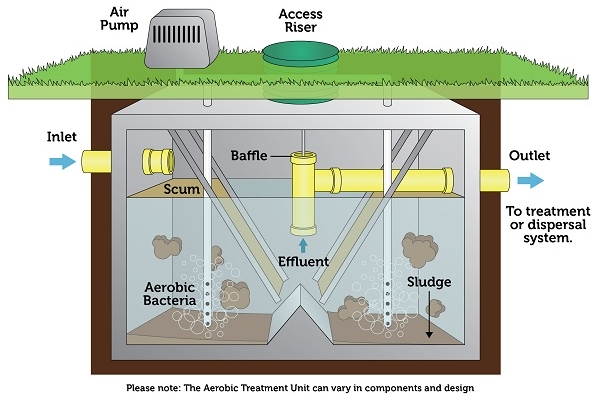 Air
Pump
Access
Riser
Inlet
Baffle
Outlet
Scum
To treatment
or dispersal
system.
Effluent
Aerobic
Bacteria
Sludge
Please note: The Aerobic Treatment Unit can vary in components and design